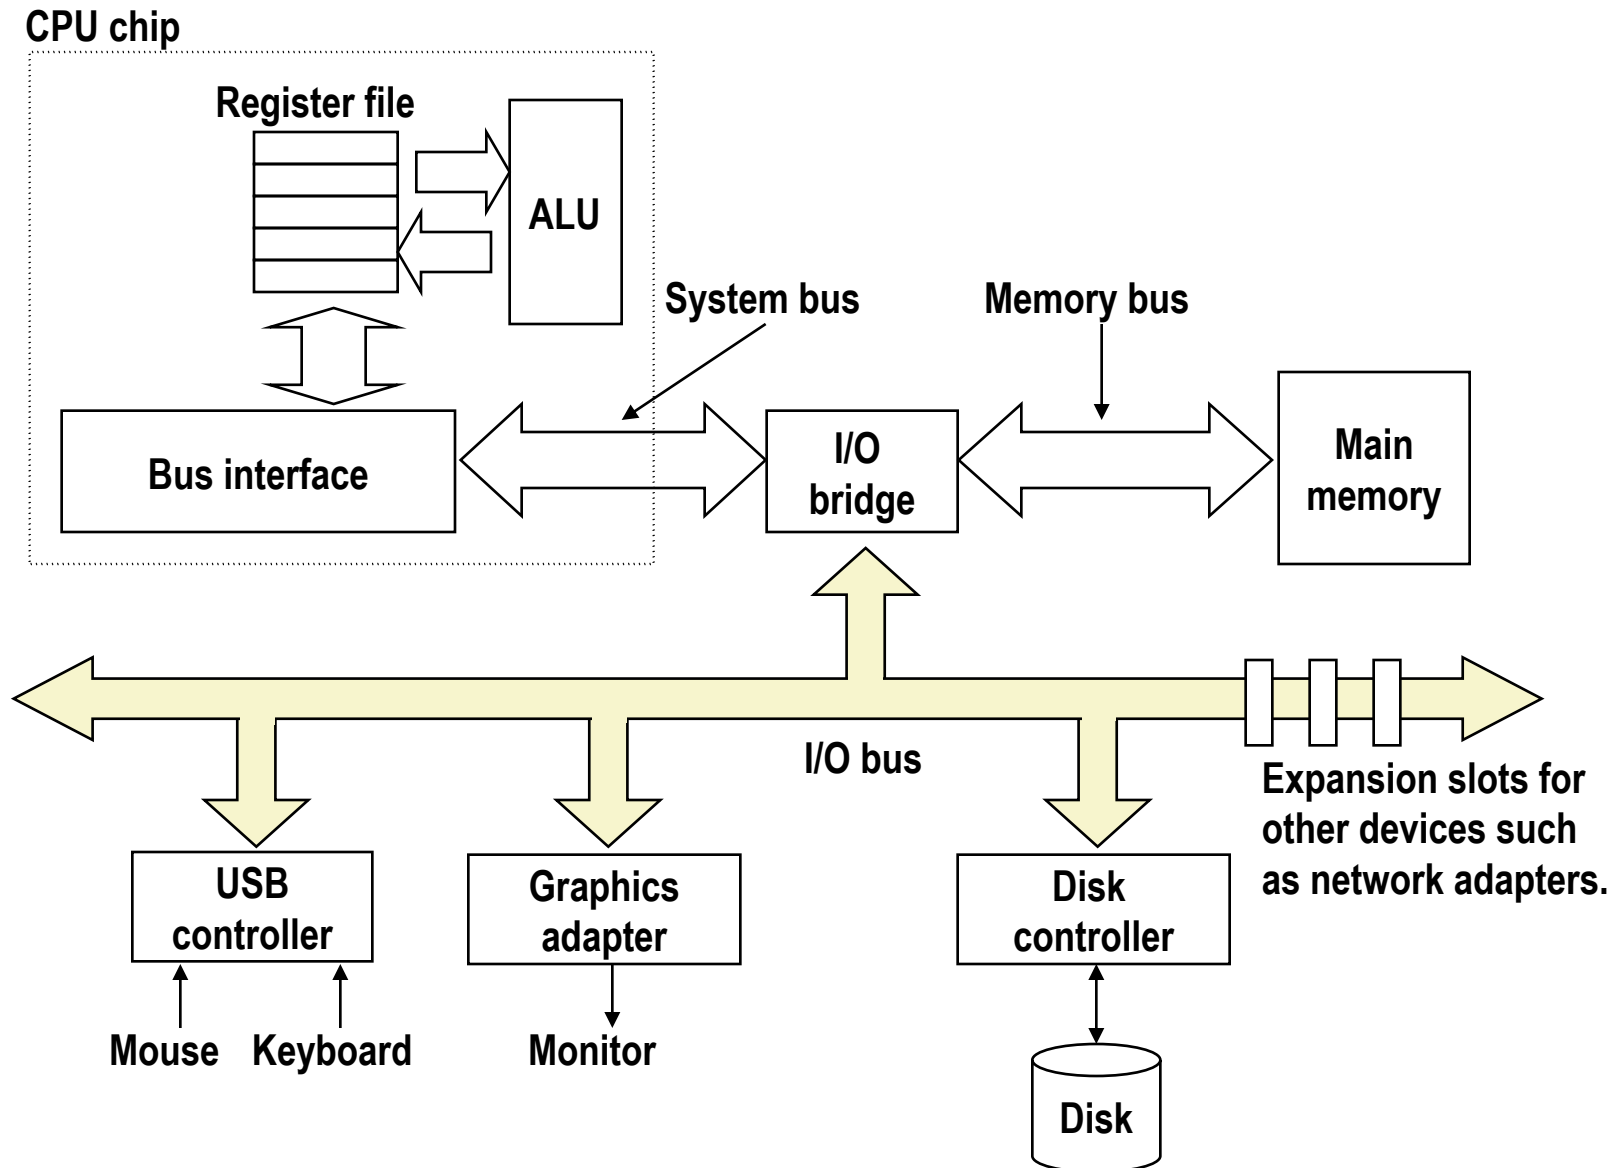 CPU chip
Register file
ALU
System bus
Memory bus
Bus interface
I/O
bridge
Main
memory
I/O bus
Expansion slots for
other devices such
as network adapters.
USB
controller
Graphics
adapter
Disk
controller
Mouse
Keyboard
Monitor
Disk